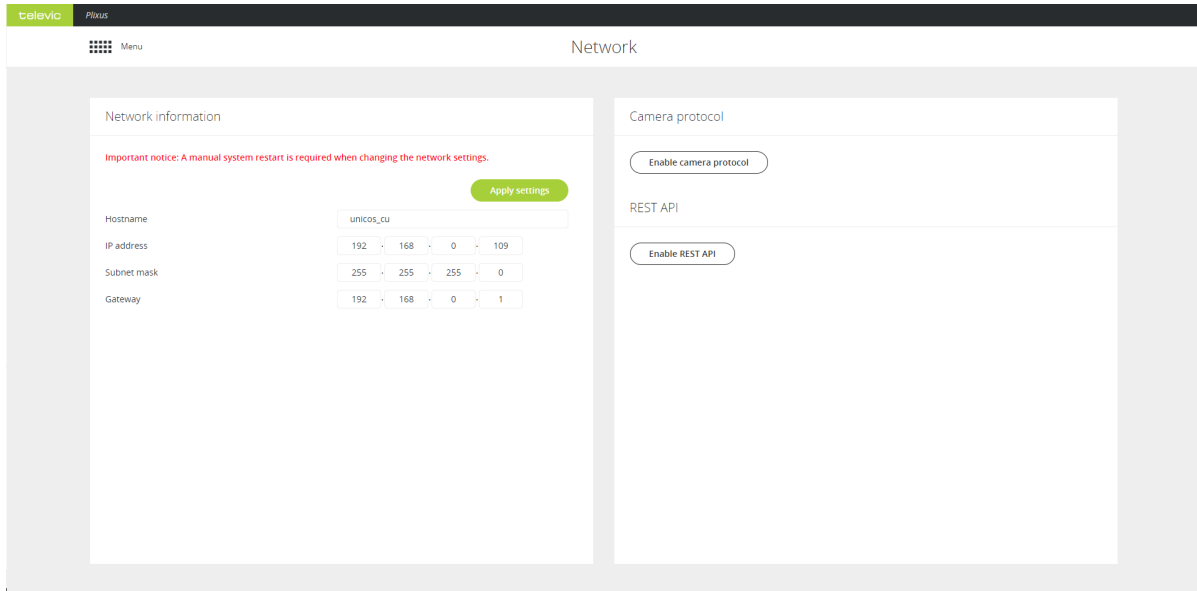 televic Plixus
Menu
Network
Network information
Important notice: A manual system restart is required when changing the network settings.
Apply settings
Hostname unicos_cu
IP address 192 . 168 . 0 . 109
Subnet mask 255 . 255 . 255 . 0
Gateway 192 . 168 . 0 . 1
Camera protocol
Enable camera protocol
REST API
Enable REST API